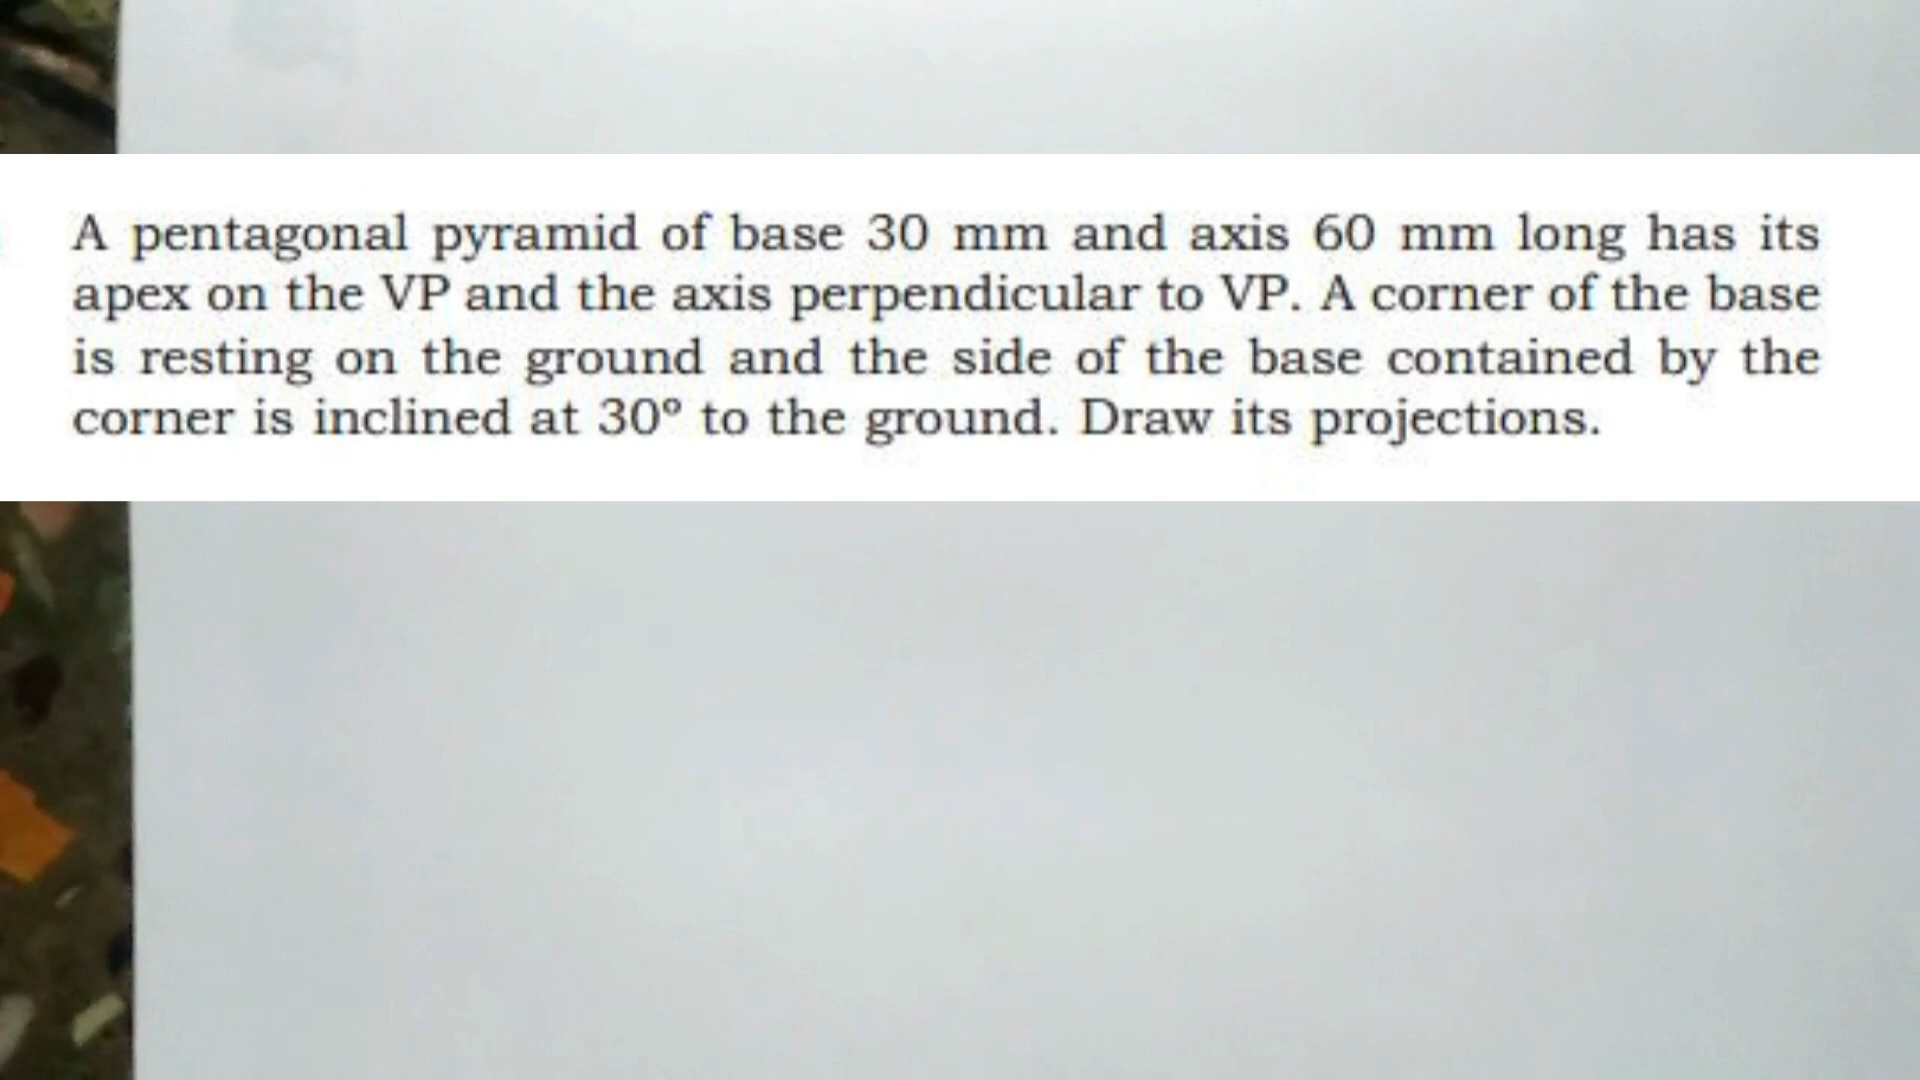 A pentagonal pyramid of base 30 mm and axis 60 mm long has its
apex on the VP and the axis perpendicular to VP. A corner of the base
is resting on the ground and the side of the base contained by the
corner is inclined at 30° to the ground. Draw its projections.